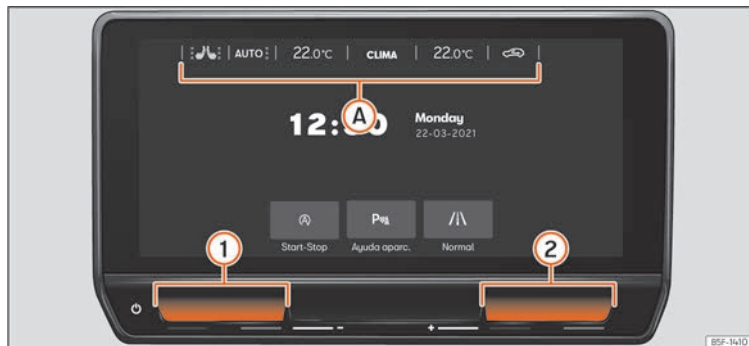 AUTO 22.0°C CLIMA 22.0°C
A
12: 0 Monday
22-03-2021
P
Start-Stop Ayuda aparc. Normal
1 2
- +
B5F-1410